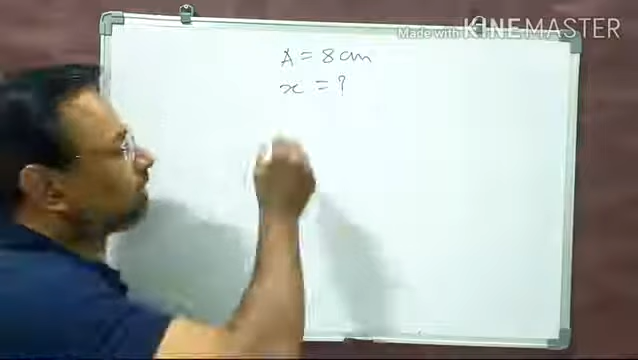 Made with KINEMASTER
A = 8 cm
x = ?